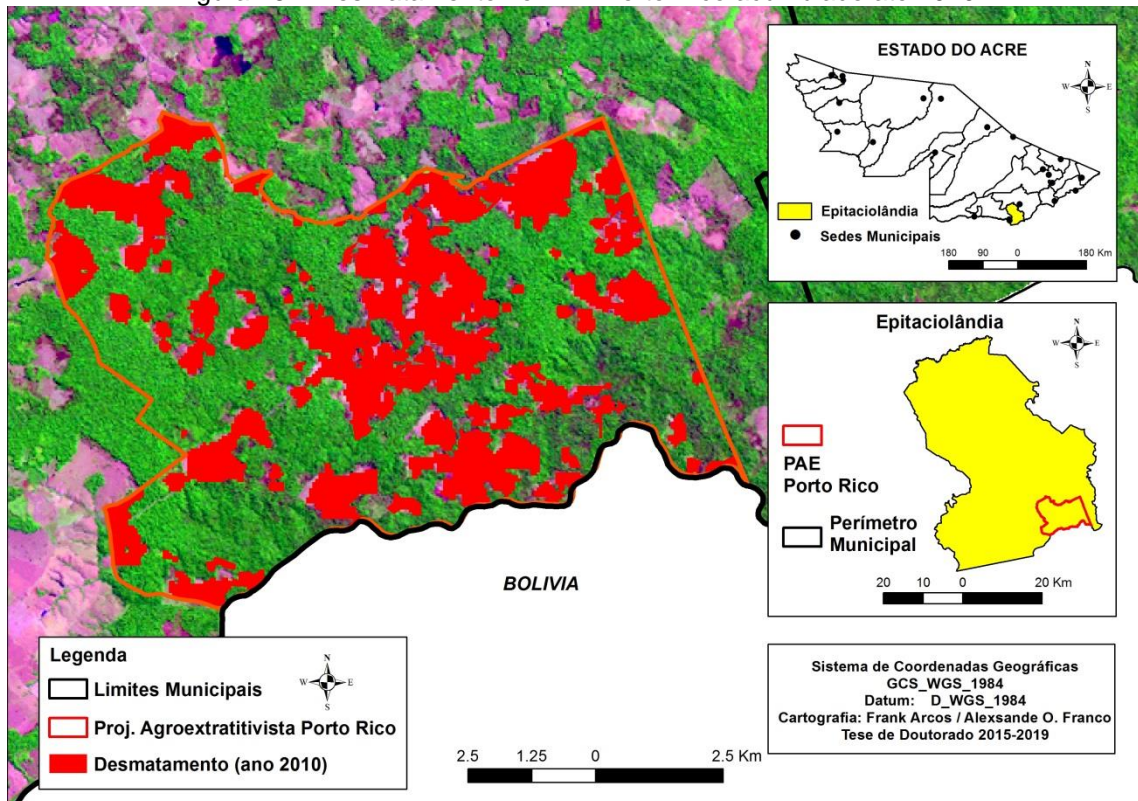 ESTADO DO ACRE
N
W E
S
Epitaciolândia
Sedes Municipais
180 90 0 180 Km
Epitaciolândia
N
W E
S
PAE
Porto Rico
Perímetro
Municipal
20 10 0 20 Km
BOLIVIA
Legenda
N
W E
S
Limites Municipais
Proj. Agroextratitivista Porto Rico
Desmatamento (ano 2010)
2.5 1.25 0 2.5 Km
Sistema de Coordenadas Geográficas
GCS_WGS_1984
Datum: D_WGS_1984
Cartografia: Frank Arcos / Alexsande O. Franco
Tese de Doutorado 2015-2019